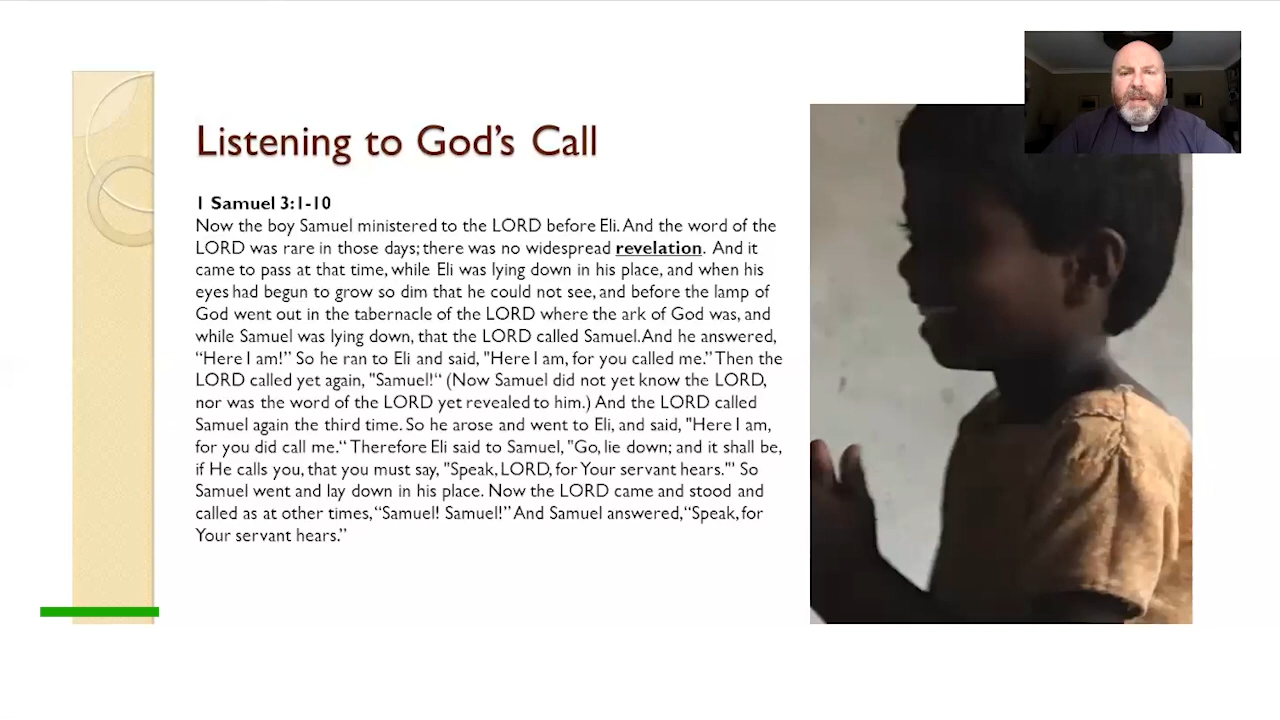 Listening to God’s Call
1 Samuel 3:1-10
Now the boy Samuel ministered to the LORD before Eli. And the word of the
LORD was rare in those days; there was no widespread revelation. And it
came to pass at that time, while Eli was lying down in his place, and when his
eyes had begun to grow so dim that he could not see, and before the lamp of
God went out in the tabernacle of the LORD where the ark of God was, and
while Samuel was lying down, that the LORD called Samuel. And he answered,
“Here I am!” So he ran to Eli and said, "Here I am, for you called me.” Then the
LORD called yet again, "Samuel!“ (Now Samuel did not yet know the LORD,
nor was the word of the LORD yet revealed to him.) And the LORD called
Samuel again the third time. So he arose and went to Eli, and said, "Here I am,
for you did call me.“ Therefore Eli said to Samuel, "Go, lie down; and it shall be,
if He calls you, that you must say, "Speak, LORD, for Your servant hears."' So
Samuel went and lay down in his place. Now the LORD came and stood and
called as at other times, “Samuel! Samuel!” And Samuel answered, “Speak, for
Your servant hears.”